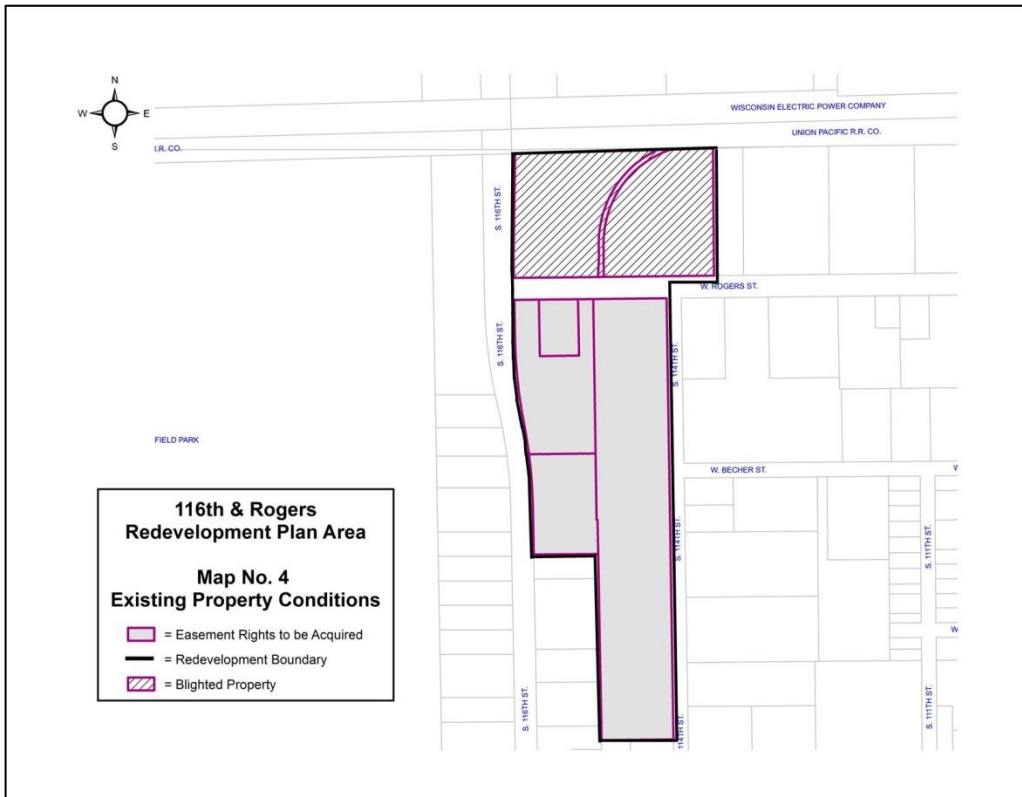 N
W E
S
WISCONSIN ELECTRIC POWER COMPANY
UNION PACIFIC R.R. CO.
R.R. CO.
S. 116TH ST.
W. ROGERS ST.
S. 116TH ST.
S. 114TH ST.
FIELD PARK
W. BECHER ST.
W
S. 114TH ST.
S. 111TH ST.
W
S. 116TH ST.
114TH ST.
S. 111TH ST.
116th & Rogers
Redevelopment Plan Area
Map No. 4
Existing Property Conditions
= Easement Rights to be Acquired
= Redevelopment Boundary
= Blighted Property